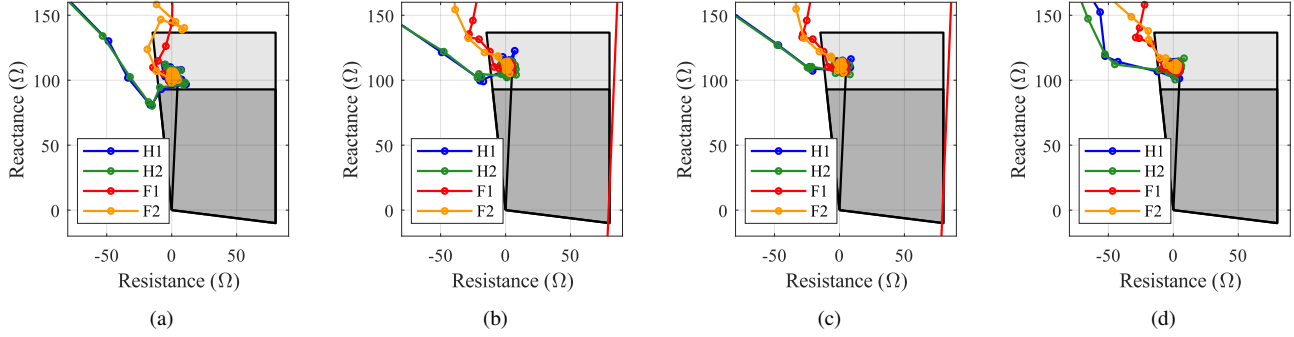 150
100
50
0
Reactance (Ω)
H1
H2
F1
F2
-50
0
50
Resistance (Ω)
(a)
150
100
50
0
Reactance (Ω)
H1
H2
F1
F2
-50
0
50
Resistance (Ω)
(b)
150
100
50
0
Reactance (Ω)
H1
H2
F1
F2
-50
0
50
Resistance (Ω)
(c)
150
100
50
0
Reactance (Ω)
H1
H2
F1
F2
-50
0
50
Resistance (Ω)
(d)